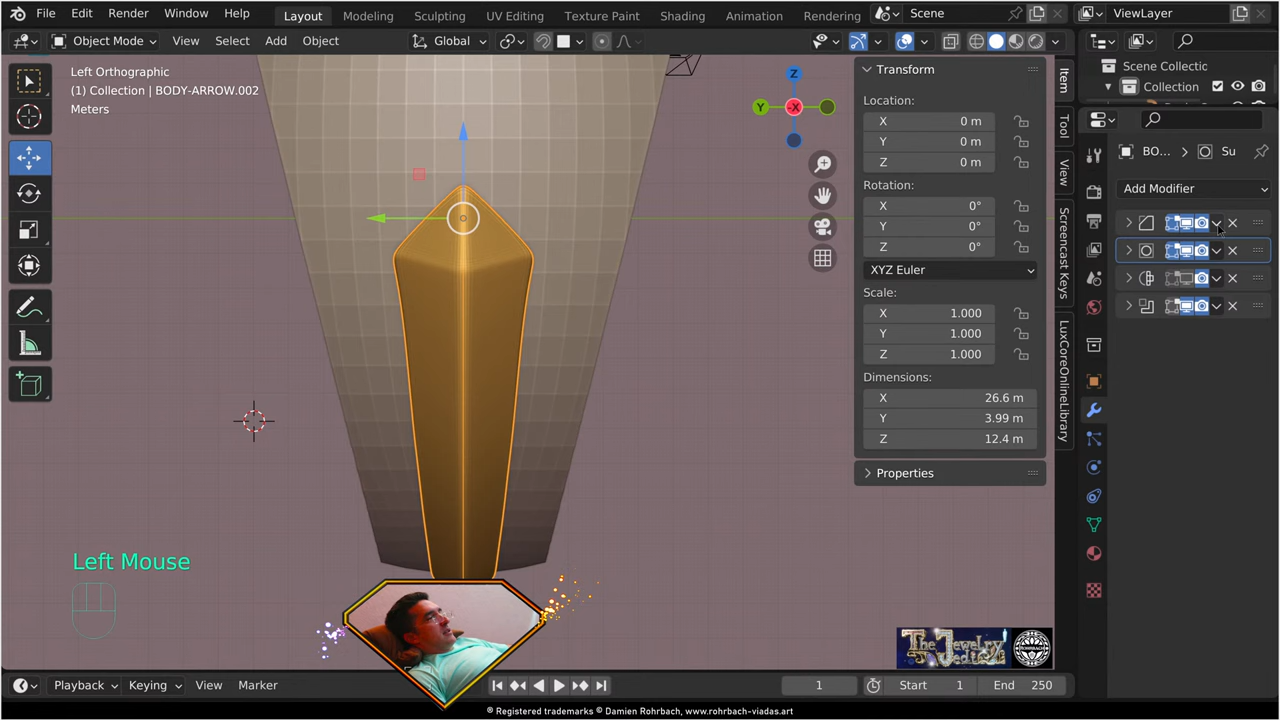 File Edit Render Window Help Layout Modeling Sculpting UV Editing Texture Paint Shading Animation Rendering Scene ViewLayer
Object Mode View Select Add Object Global
Left Orthographic
(1) Collection | BODY-ARROW.002
Meters
Z
Y
-X
Transform
Location:
X 0 m
Y 0 m
Z 0 m
Rotation:
X 0°
Y 0°
Z 0°
XYZ Euler
Scale:
X 1.000
Y 1.000
Z 1.000
Dimensions:
X 26.6 m
Y 3.99 m
Z 12.4 m
Properties
Item
Tool
View
Screencast Keys
LuxCoreOnlineLibrary
Scene Collectic
Collection
BO... > Su
Add Modifier
Left Mouse
The Jewelry Jedi
ROHRBACH
Playback Keying View Marker 1 Start 1 End 250
® Registered trademarks © Damien Rohrbach, www.rohrbach-viadas.art